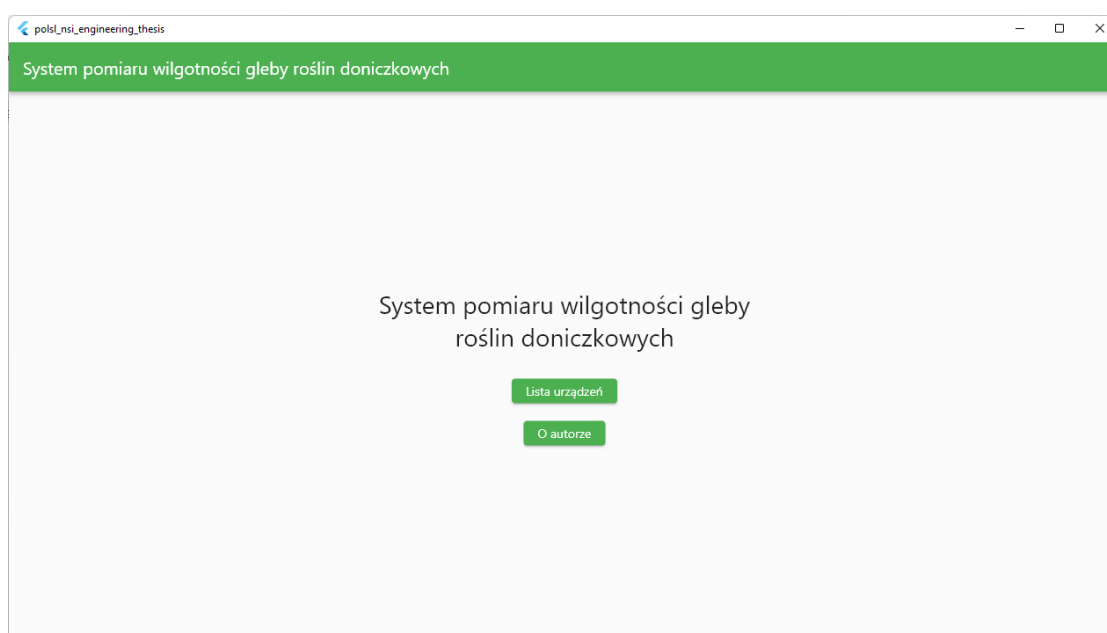 polsl_nsi_engineering_thesis
System pomiaru wilgotności gleby roślin doniczkowych
System pomiaru wilgotności gleby
roślin doniczkowych
Lista urządzeń
O autorze